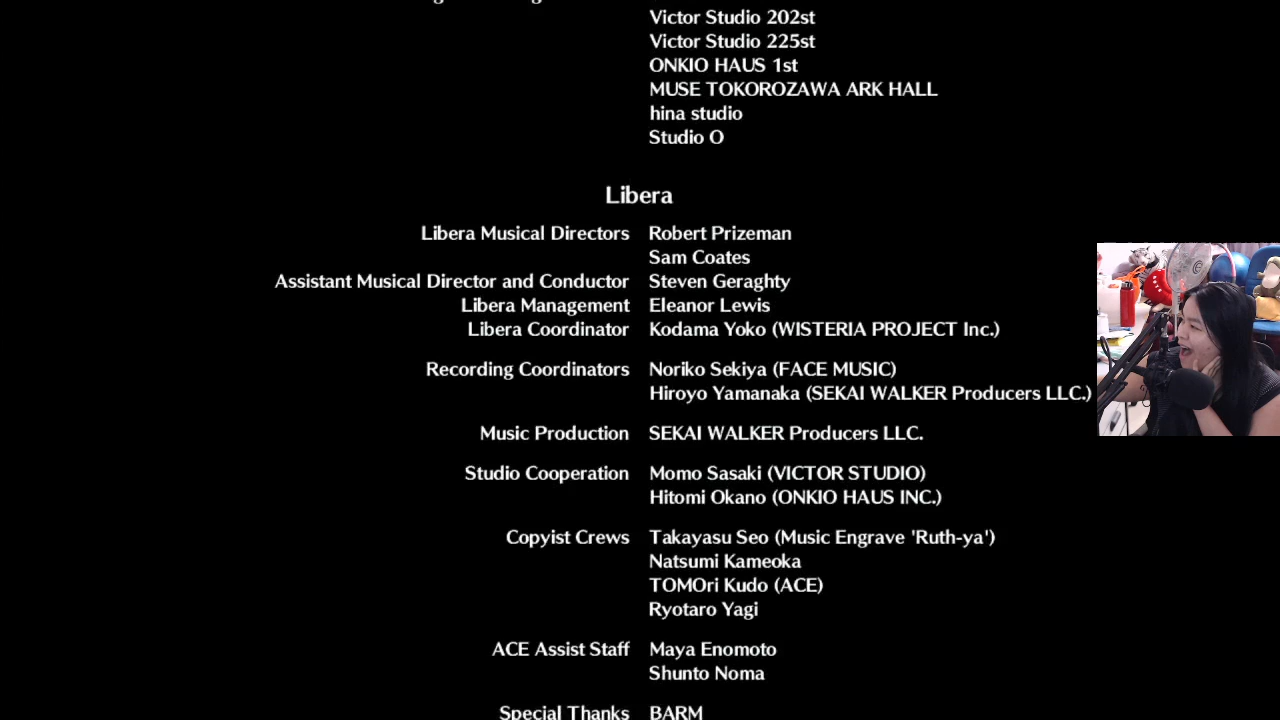 Victor Studio 202st
Victor Studio 225st
ONKIO HAUS 1st
MUSE TOKOROZAWA ARK HALL
hina studio
Studio O
Libera
Libera Musical Directors Robert Prizeman
Sam Coates
Assistant Musical Director and Conductor Steven Geraghty
Libera Management Eleanor Lewis
Libera Coordinator Kodama Yoko (WISTERIA PROJECT Inc.)
Recording Coordinators Noriko Sekiya (FACE MUSIC)
Hiroyo Yamanaka (SEKAI WALKER Producers LLC.)
Music Production SEKAI WALKER Producers LLC.
Studio Cooperation Momo Sasaki (VICTOR STUDIO)
Hitomi Okano (ONKIO HAUS INC.)
Copyist Crews Takayasu Seo (Music Engrave 'Ruth-ya')
Natsumi Kameoka
TOMOri Kudo (ACE)
Ryotaro Yagi
ACE Assist Staff Maya Enomoto
Shunto Noma
Special Thanks BARM